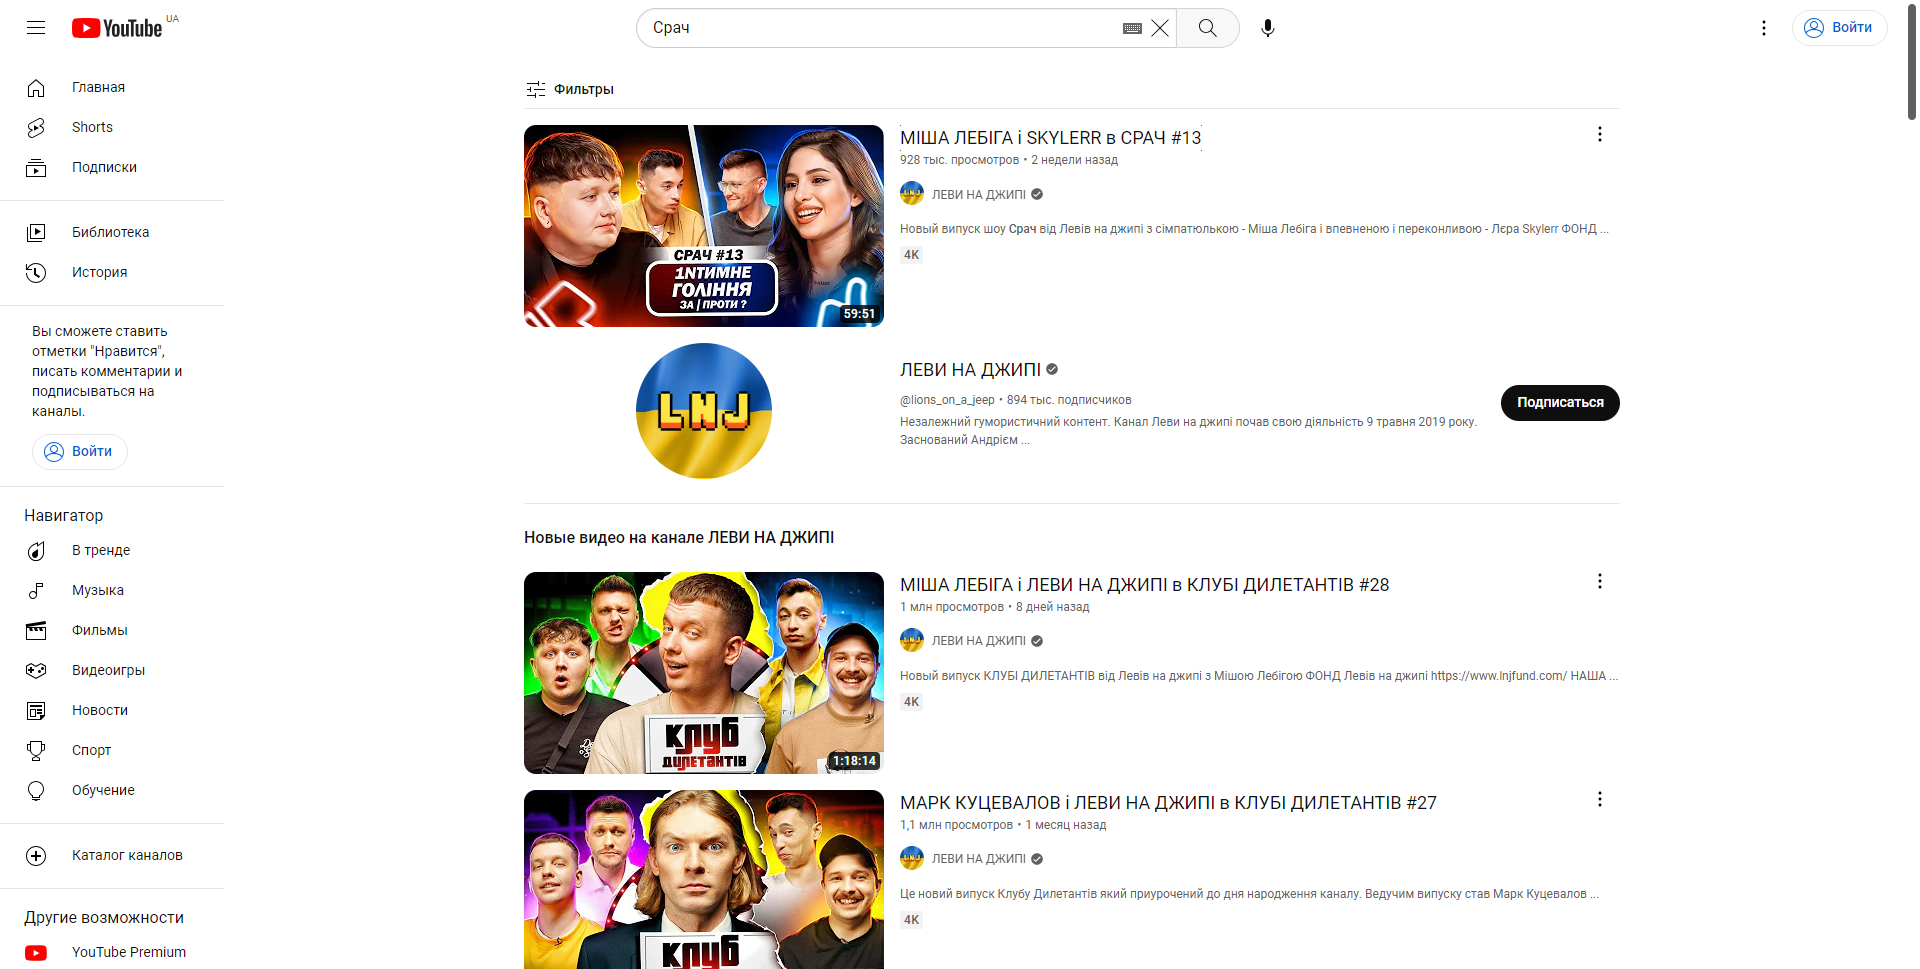 YouTube UA
Срач
Войти
Главная
Shorts
Подписки
Библиотека
История
Вы сможете ставить
отметки "Нравится",
писать комментарии и
подписываться на
каналы.
Войти
Навигатор
В тренде
Музыка
Фильмы
Видеоигры
Новости
Спорт
Обучение
Каталог каналов
Другие возможности
YouTube Premium
Фильтры
СРАЧ #13
1NТИМНЕ
ГОЛІННЯ
ЗА | ПРОТИ ?
59:51
МІША ЛЕБІГА і SKYLERR в СРАЧ #13
928 тыс. просмотров • 2 недели назад
LNJ
ЛЕВИ НА ДЖИПІ
Новый випуск шоу Срач від Левів на джипі з сімпатюлькою - Міша Лебіга і впевненою і переконливою - Лєра Skylerr ФОНД ...
4K
LNJ
ЛЕВИ НА ДЖИПІ
@lions_on_a_jeep • 894 тыс. подписчиков
Незалежний гумористичний контент. Канал Леви на джипі почав свою діяльність 9 травня 2019 року.
Заснований Андрієм ...
Подписаться
Новые видео на канале ЛЕВИ НА ДЖИПІ
КЛУБ
ДИЛЕТАНТІВ
1:18:14
МІША ЛЕБІГА і ЛЕВИ НА ДЖИПІ в КЛУБІ ДИЛЕТАНТІВ #28
1 млн просмотров • 8 дней назад
LNJ
ЛЕВИ НА ДЖИПІ
Новый випуск КЛУБІ ДИЛЕТАНТІВ від Левів на джипі з Мішою Лебігою ФОНД Левів на джипі https://www.lnjfund.com/ НАША ...
4K
КЛУБ
МАРК КУЦЕВАЛОВ і ЛЕВИ НА ДЖИПІ в КЛУБІ ДИЛЕТАНТІВ #27
1,1 млн просмотров • 1 месяц назад
LNJ
ЛЕВИ НА ДЖИПІ
Це новий випуск Клубу Дилетантів який приурочений до дня народження каналу. Ведучим випуску став Марк Куцевалов ...
4K